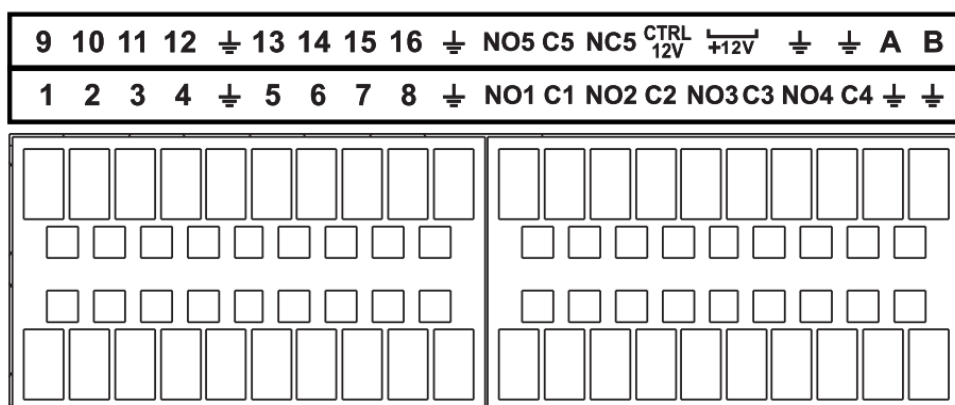 9 10 11 12 ⏚ 13 14 15 16 ⏚ NO5 C5 NC5 CTRL 12V +12V ⏚ ⏚ A B
1 2 3 4 ⏚ 5 6 7 8 ⏚ NO1 C1 NO2 C2 NO3 C3 NO4 C4 ⏚ ⏚